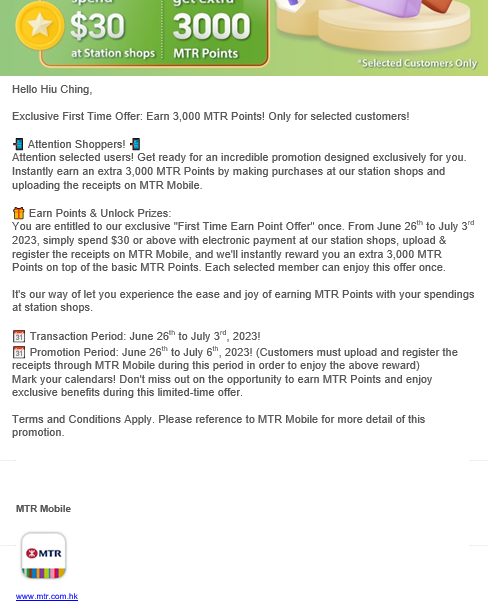 spend
get extra
$30
3000
at Station shops
MTR Points
*Selected Customers Only
Hello Hiu Ching,
Exclusive First Time Offer: Earn 3,000 MTR Points! Only for selected customers!
Attention Shoppers!
Attention selected users! Get ready for an incredible promotion designed exclusively for you.
Instantly earn an extra 3,000 MTR Points by making purchases at our station shops and
uploading the receipts on MTR Mobile.
Earn Points & Unlock Prizes:
You are entitled to our exclusive "First Time Earn Point Offer" once. From June 26th to July 3rd
2023, simply spend $30 or above with electronic payment at our station shops, upload &
register the receipts on MTR Mobile, and we'll instantly reward you an extra 3,000 MTR
Points on top of the basic MTR Points. Each selected member can enjoy this offer once.
It's our way of let you experience the ease and joy of earning MTR Points with your spendings
at station shops.
31 Transaction Period: June 26th to July 3rd, 2023!
31 Promotion Period: June 26th to July 6th, 2023! (Customers must upload and register the
receipts through MTR Mobile during this period in order to enjoy the above reward)
Mark your calendars! Don't miss out on the opportunity to earn MTR Points and enjoy
exclusive benefits during this limited-time offer.
Terms and Conditions Apply. Please reference to MTR Mobile for more detail of this
promotion.
MTR Mobile
MTR
www.mtr.com.hk